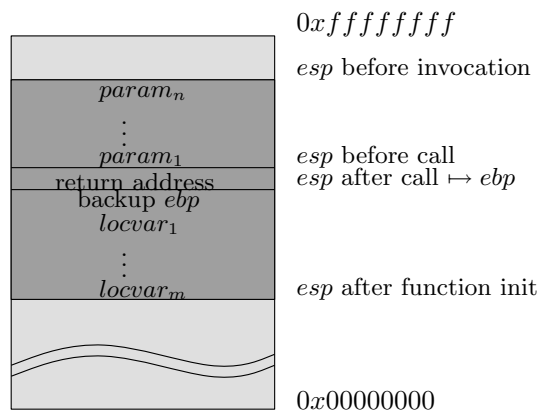 0xffffffff
esp before invocation
param_n
⋮
param_1
esp before call
return address
esp after call ↦ ebp
backup ebp
locvar_1
⋮
locvar_m
esp after function init
0x00000000